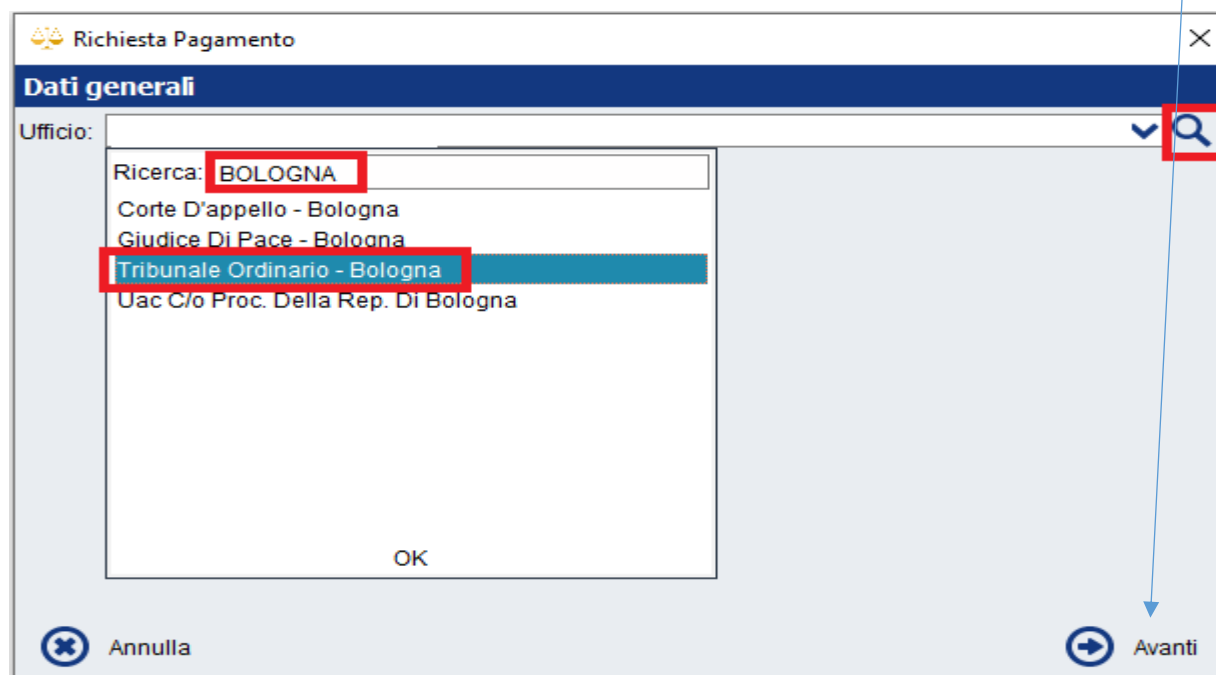 Richiesta Pagamento
Dati generali
Ufficio:
Ricerca: BOLOGNA
Corte D'appello - Bologna
Giudice Di Pace - Bologna
Tribunale Ordinario - Bologna
Uac C/o Proc. Della Rep. Di Bologna
OK
Annulla
Avanti